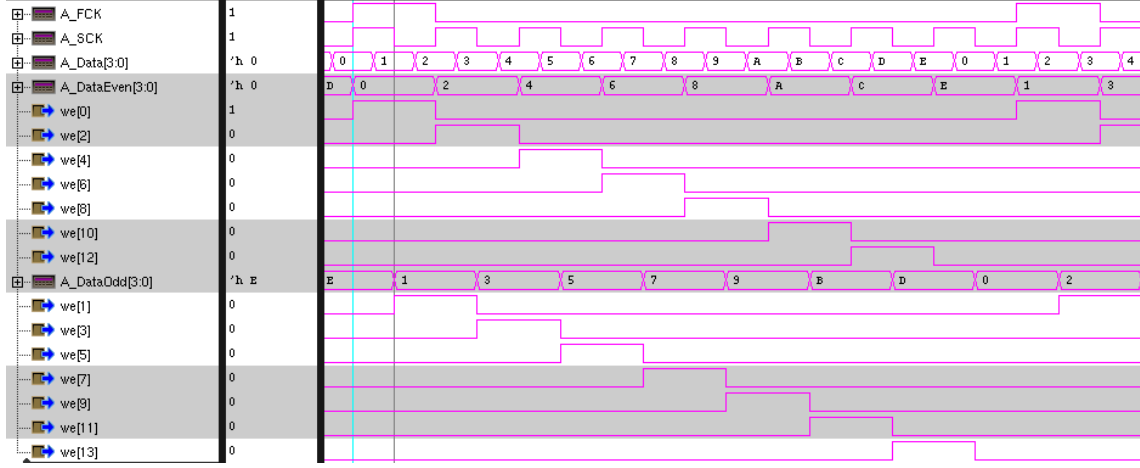 A_FCK 1
A_SCK 1
A_Data[3:0] 'h 0 0 1 2 3 4 5 6 7 8 9 A B C D E 0 1 2 3 4
A_DataEven[3:0] 'h 0 D 0 2 4 6 8 A C E 1 3
we[0] 1
we[2] 0
we[4] 0
we[6] 0
we[8] 0
we[10] 0
we[12] 0
A_DataOdd[3:0] 'h E E 1 3 5 7 9 B D 0 2
we[1] 0
we[3] 0
we[5] 0
we[7] 0
we[9] 0
we[11] 0
we[13] 0